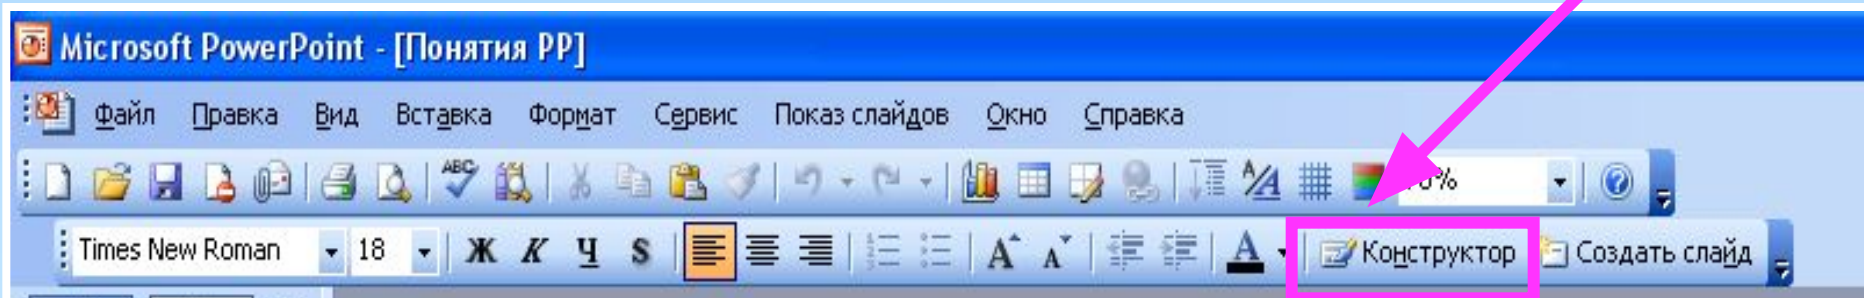 Microsoft PowerPoint - [Понятия PP]
Файл Правка Вид Вставка Формат Сервис Показ слайдов Окно Справка
ABC A/A
Times New Roman 18 Ж К Ч S A A A Конструктор Создать слайд